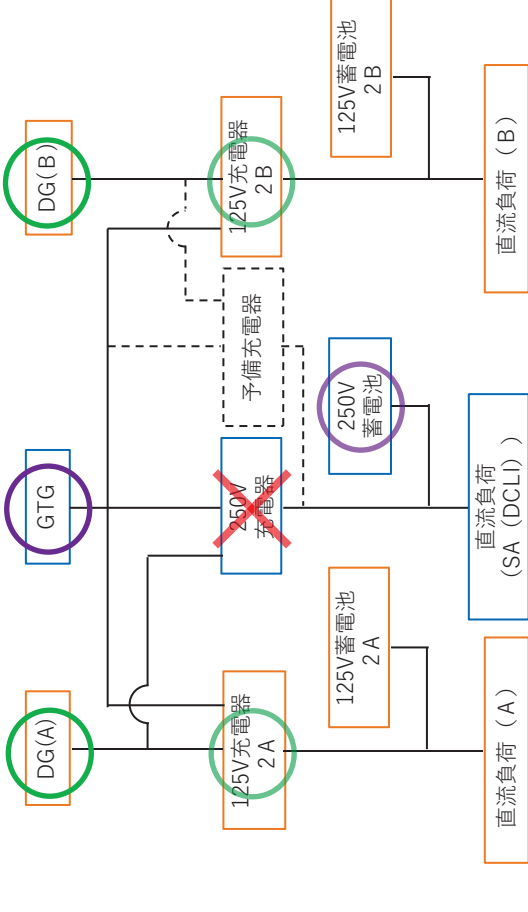 DG(A)
GTG
DG(B)
125V充電器
２Ａ
250V
充電器
予備充電器
125V充電器
２Ｂ
125V蓄電池
２Ａ
250V
蓄電池
125V蓄電池
２Ｂ
直流負荷（Ａ）
直流負荷
（SA（DCLI））
直流負荷（Ｂ）